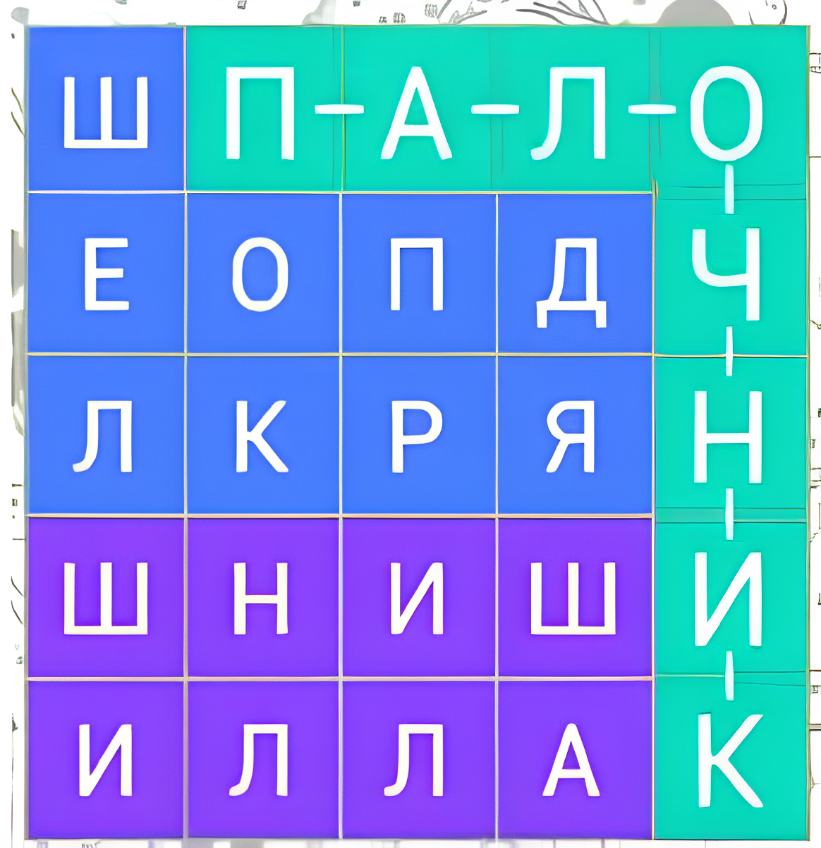 Ш П А Л О
Е О П Д Ч
Л К Р Я Н
Ш Н И Ш И
И Л Л А К